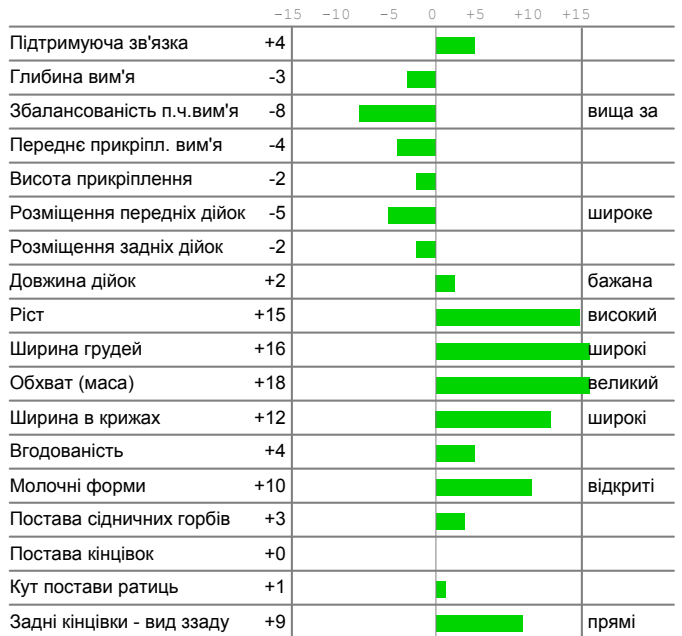 -15 -10 -5 0 +5 +10 +15
Підтримуюча зв'язка +4
Глибина вим'я -3
Збалансованість п.ч.вим'я -8 вища за
Переднє прикріпл. вим'я -4
Висота прикріплення -2
Розміщення передніх дійок -5 широке
Розміщення задніх дійок -2
Довжина дійок +2 бажана
Ріст +15 високий
Ширина грудей +16 широкі
Обхват (маса) +18 великий
Ширина в крижах +12 широкі
Вгодованість +4
Молочні форми +10 відкриті
Постава сідничних горбів +3
Постава кінцівок +0
Кут постави ратиць +1
Задні кінцівки - вид ззаду +9 прямі